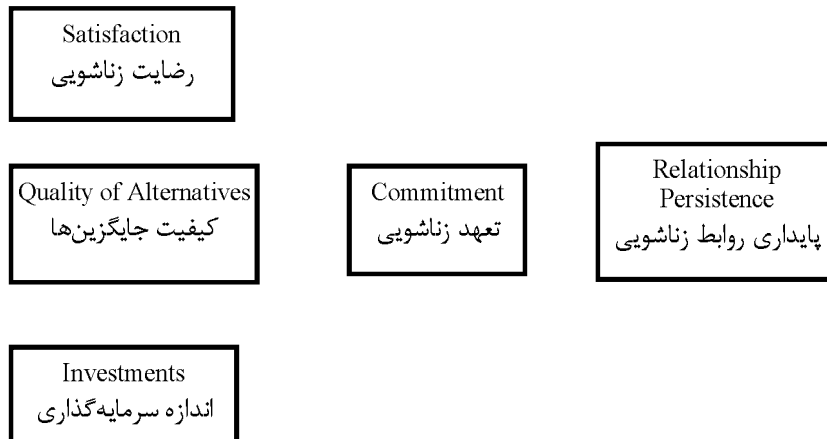 Satisfaction
رضایت زناشویی
Quality of Alternatives
کیفیت جایگزین‌ها
Investments
اندازه سرمایه‌گذاری
Commitment
تعهد زناشویی
Relationship
Persistence
پایداری روابط زناشویی